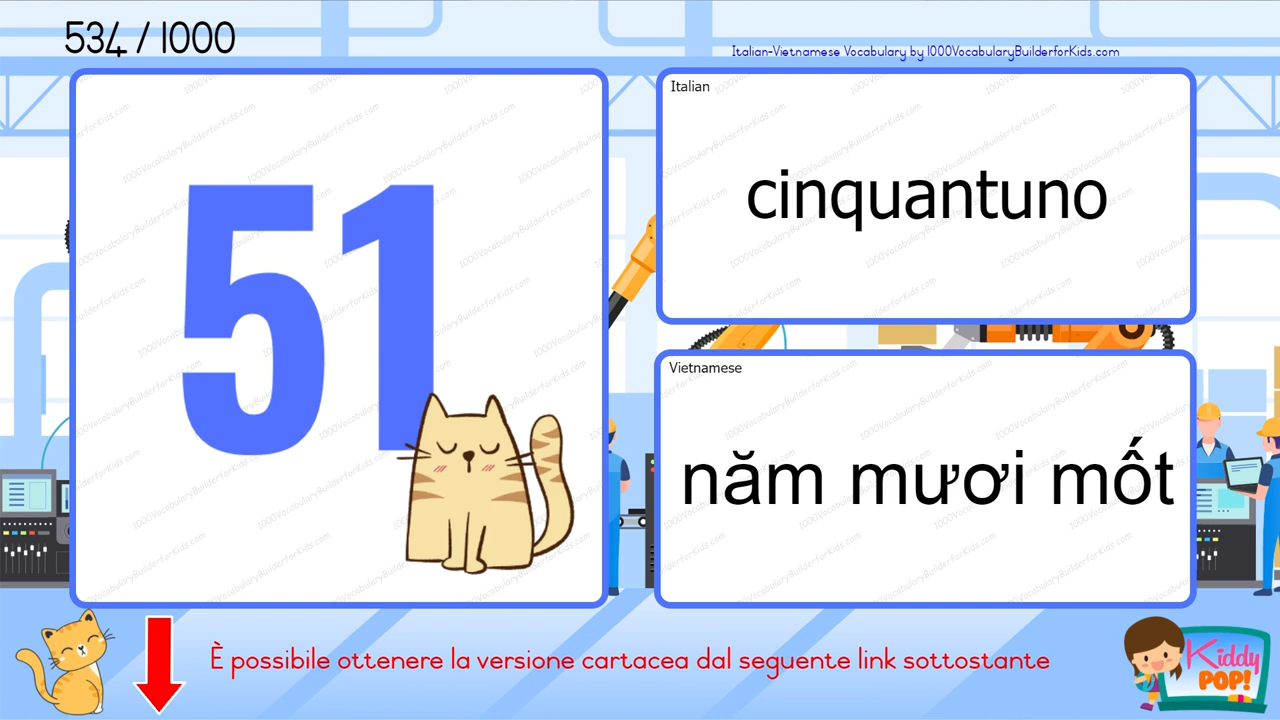 534 / 1000
Italian-Vietnamese Vocabulary by 1000VocabularyBuilderforKids.com
51
Italian
cinquantuno
Vietnamese
năm mươi mốt
È possibile ottenere la versione cartacea dal seguente link sottostante
Kiddy
POP!